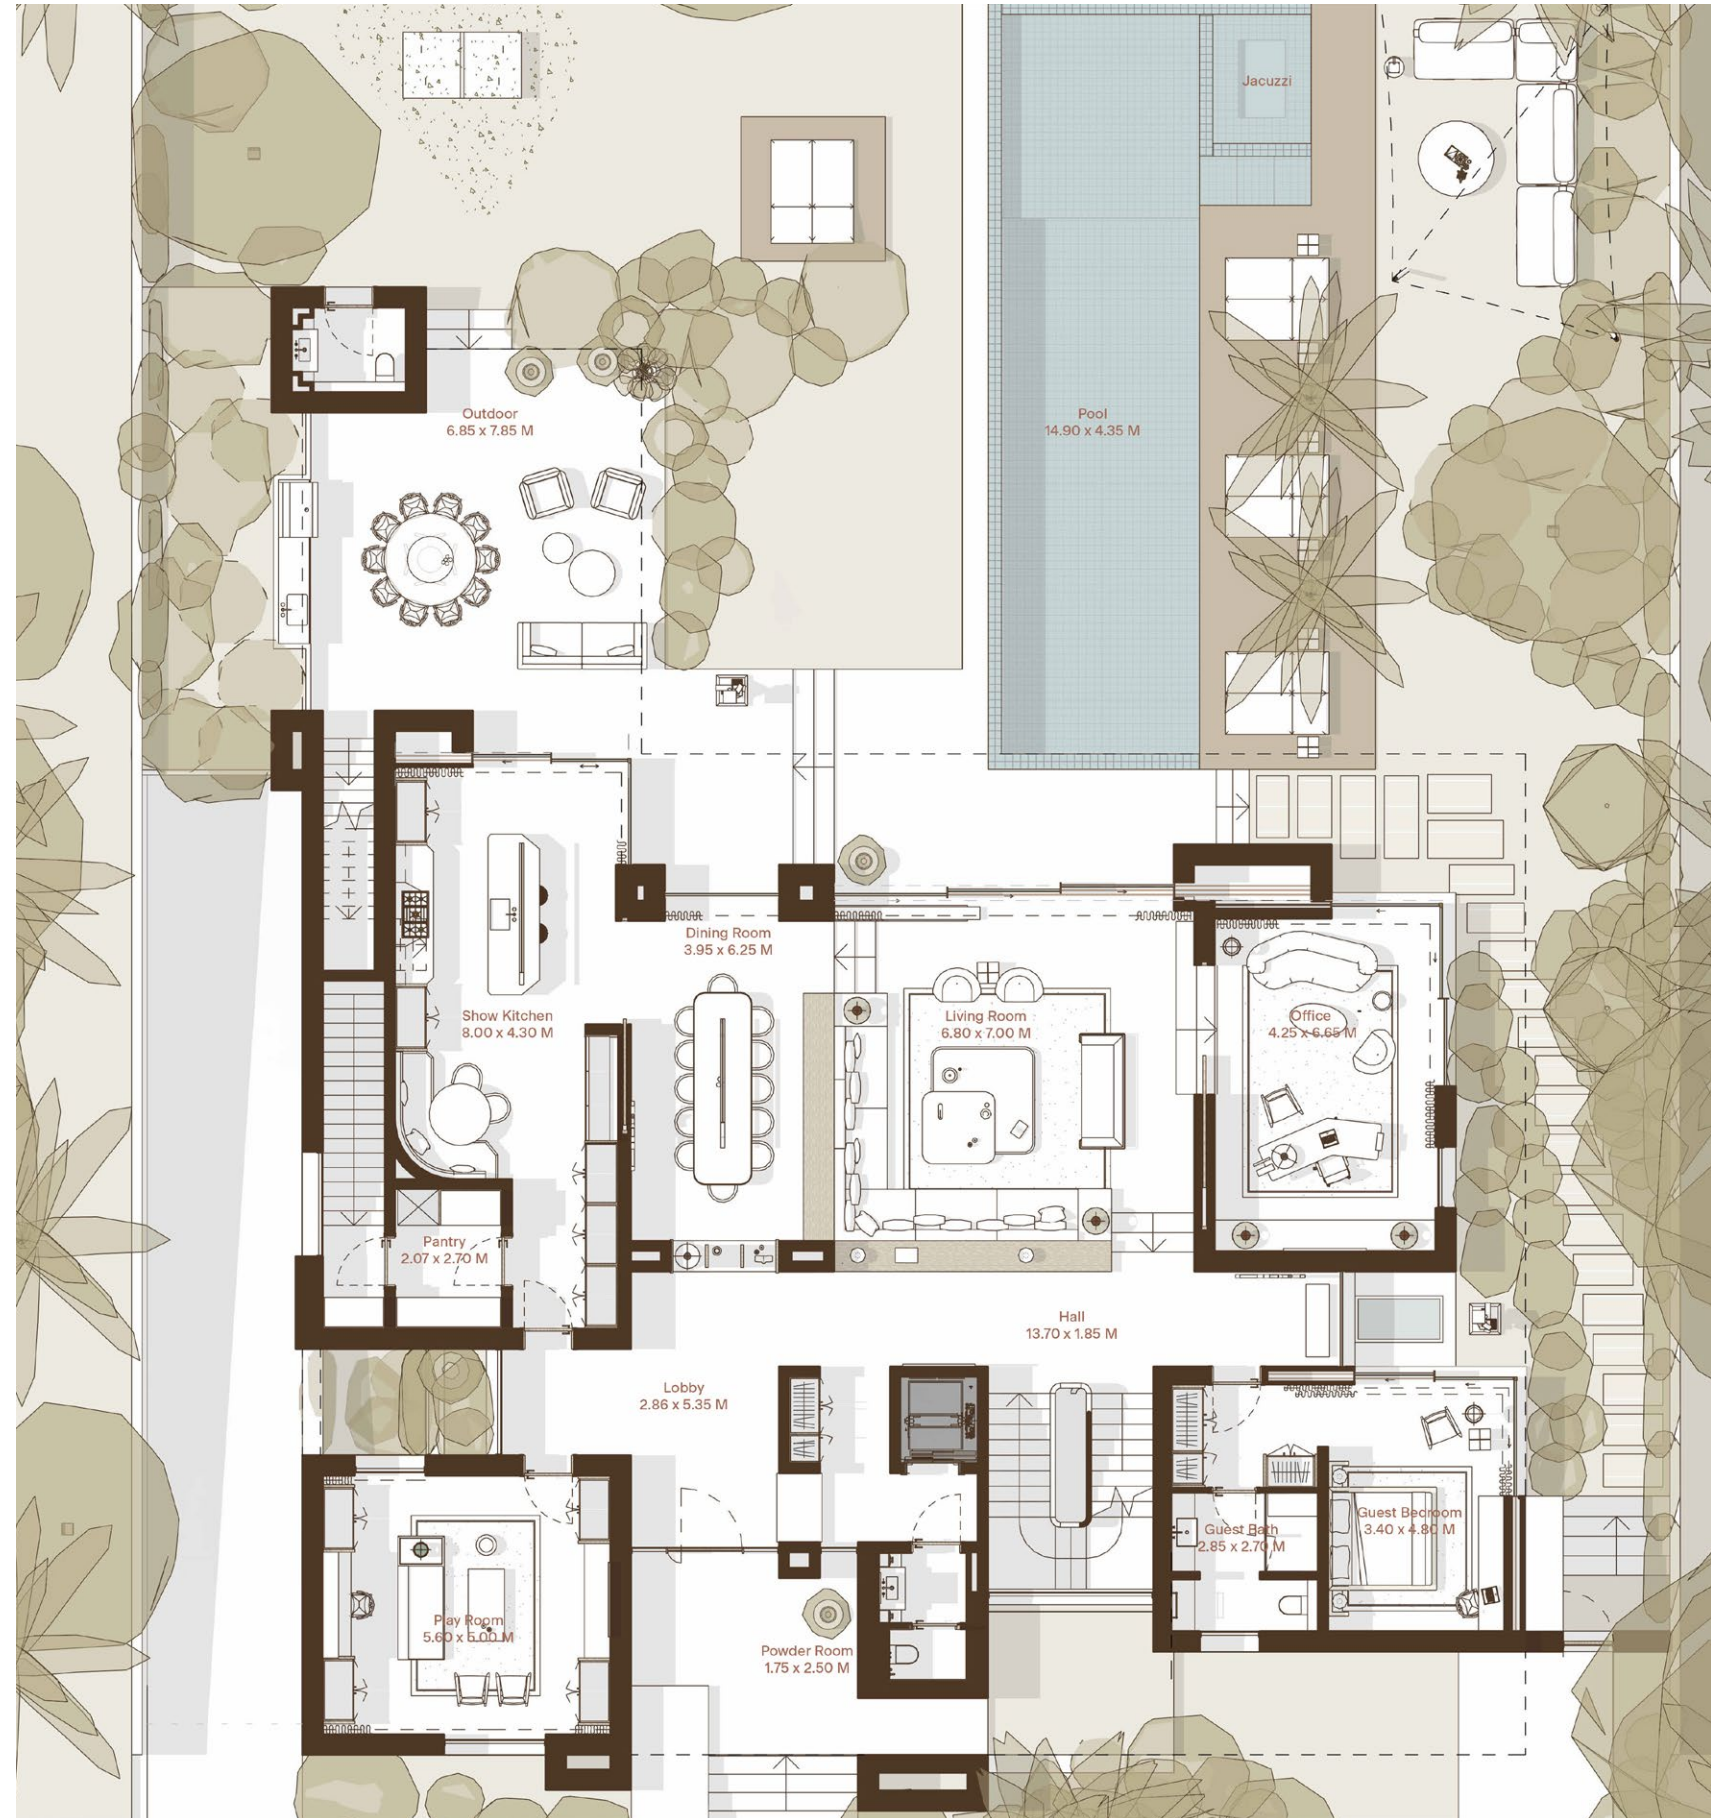 Jacuzzi
Outdoor
6.85 x 7.85 M
Pool
14.90 x 4.35 M
Dining Room
3.95 x 6.25 M
Show Kitchen
8.00 x 4.30 M
Living Room
6.80 x 7.00 M
Office
4.25 x 6.65 M
Pantry
2.07 x 2.70 M
Hall
13.70 x 1.85 M
Lobby
2.86 x 5.35 M
Guest Bedroom
3.40 x 4.80 M
Guest Bath
2.85 x 2.70 M
Play Room
5.60 x 5.00 M
Powder Room
1.75 x 2.50 M